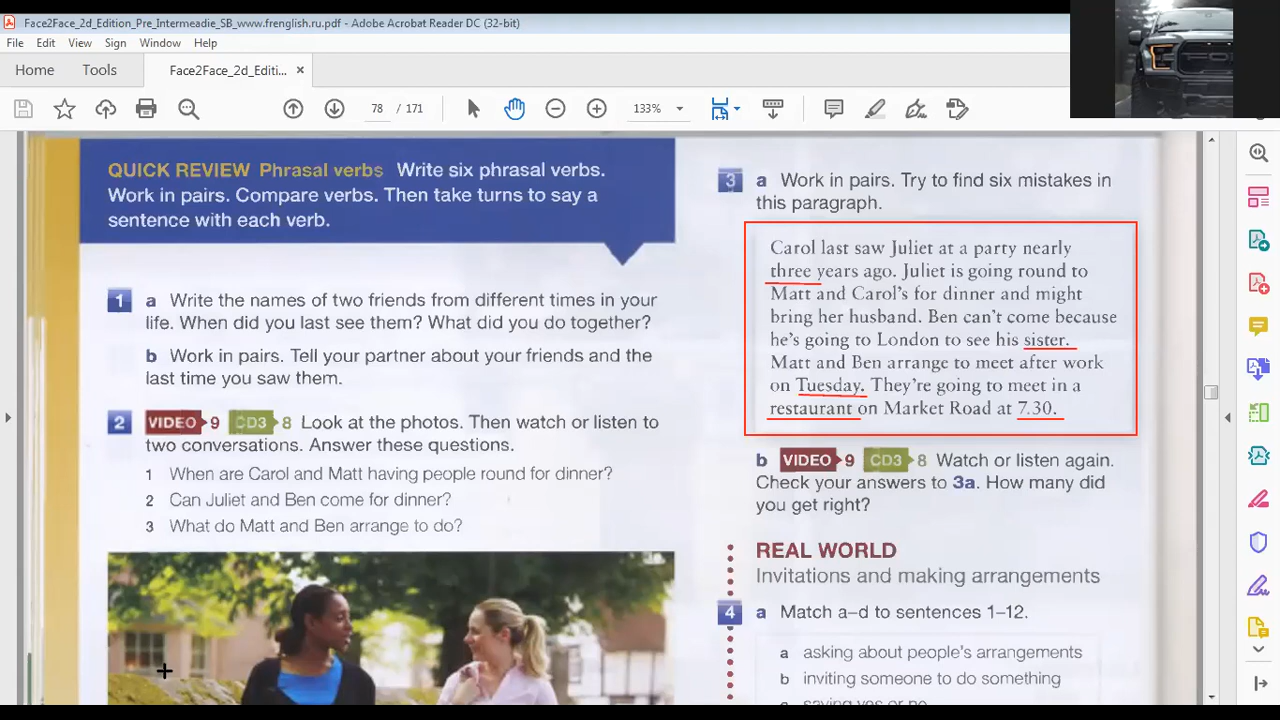 Face2Face_2d_Edition_Pre_Intermeadie_SB_www.frenglish.ru.pdf - Adobe Acrobat Reader DC (32-bit)
File Edit View Sign Window Help
Home Tools Face2Face_2d_Editi... ×
78 / 171 133%
QUICK REVIEW Phrasal verbs Write six phrasal verbs.
Work in pairs. Compare verbs. Then take turns to say a
sentence with each verb.
1 a Write the names of two friends from different times in your
life. When did you last see them? What did you do together?
b Work in pairs. Tell your partner about your friends and the
last time you saw them.
2 VIDEO 9 CD3 8 Look at the photos. Then watch or listen to
two conversations. Answer these questions.
1 When are Carol and Matt having people round for dinner?
2 Can Juliet and Ben come for dinner?
3 What do Matt and Ben arrange to do?
3 a Work in pairs. Try to find six mistakes in
this paragraph.
Carol last saw Juliet at a party nearly
three years ago. Juliet is going round to
Matt and Carol's for dinner and might
bring her husband. Ben can't come because
he's going to London to see his sister.
Matt and Ben arrange to meet after work
on Tuesday. They're going to meet in a
restaurant on Market Road at 7.30.
b VIDEO 9 CD3 8 Watch or listen again.
Check your answers to 3a. How many did
you get right?
REAL WORLD
Invitations and making arrangements
4 a Match a–d to sentences 1–12.
a asking about people's arrangements
b inviting someone to do something
c saying yes or no